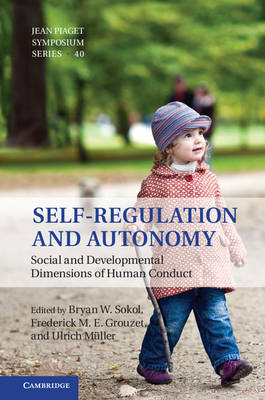 JEAN PIAGET
SYMPOSIUM
SERIES 40
SELF-REGULATION
AND AUTONOMY
Social and Developmental
Dimensions of Human Conduct
Edited by Bryan W. Sokol,
Frederick M. E. Grouzet,
and Ulrich Müller
CAMBRIDGE